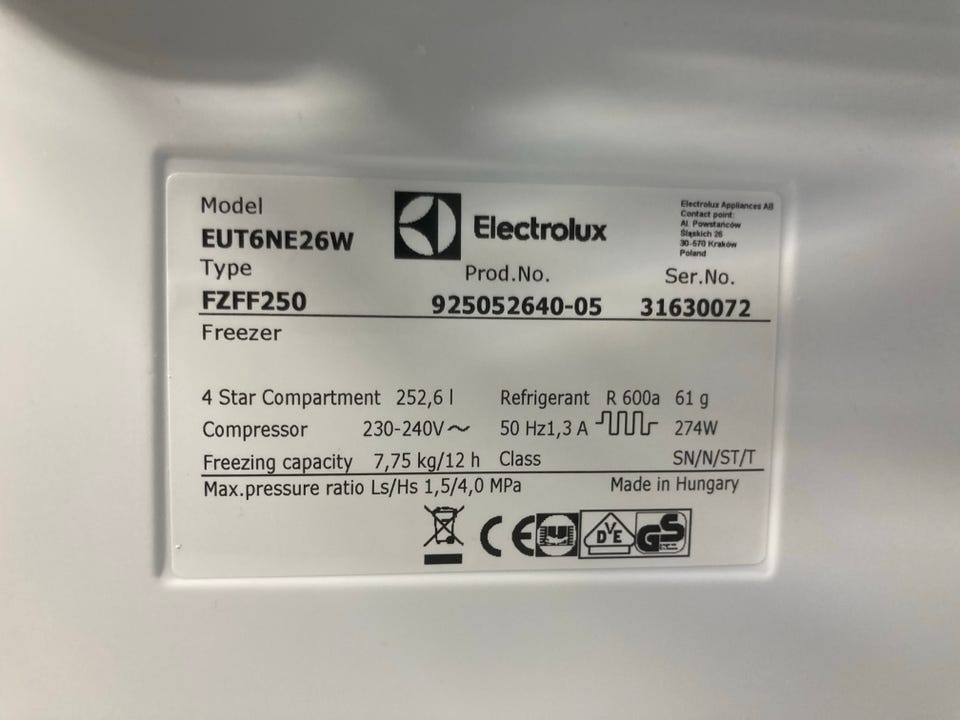 Model
EUT6NE26W
Electrolux
Electrolux Appliances AB
Contact point:
Al. Powstańców
Śląskich 26
30-570 Kraków
Poland
Type
FZFF250
Prod.No.
925052640-05
Ser.No.
31630072
Freezer
4 Star Compartment 252,6 l
Refrigerant R 600a 61 g
Compressor 230-240V~
50 Hz1,3 A 274W
Freezing capacity 7,75 kg/12 h
Class SN/N/ST/T
Max.pressure ratio Ls/Hs 1,5/4,0 MPa
Made in Hungary
CE
DVE
GS